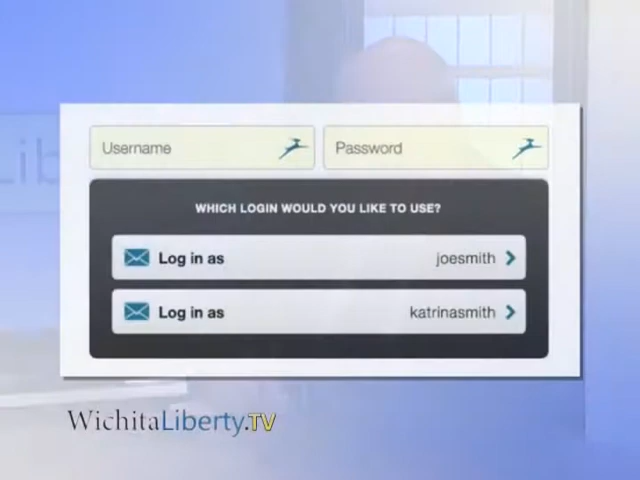 Username Password
WHICH LOGIN WOULD YOU LIKE TO USE?
Log in as joesmith
Log in as katrinasmith
Lib
WichitaLiberty.TV